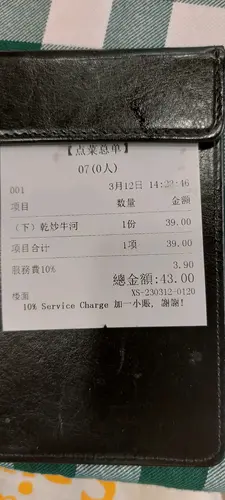 【点菜总单】
07(0人)
001 3月12日 14:20:46
项目 数量 金额
(下)乾炒牛河 1份 39.00
项目合计 1项 39.00
服務費10% 3.90
總金額:43.00
楼面 XS-230312-0120
10% Service Charge 加一小賬, 謝謝!